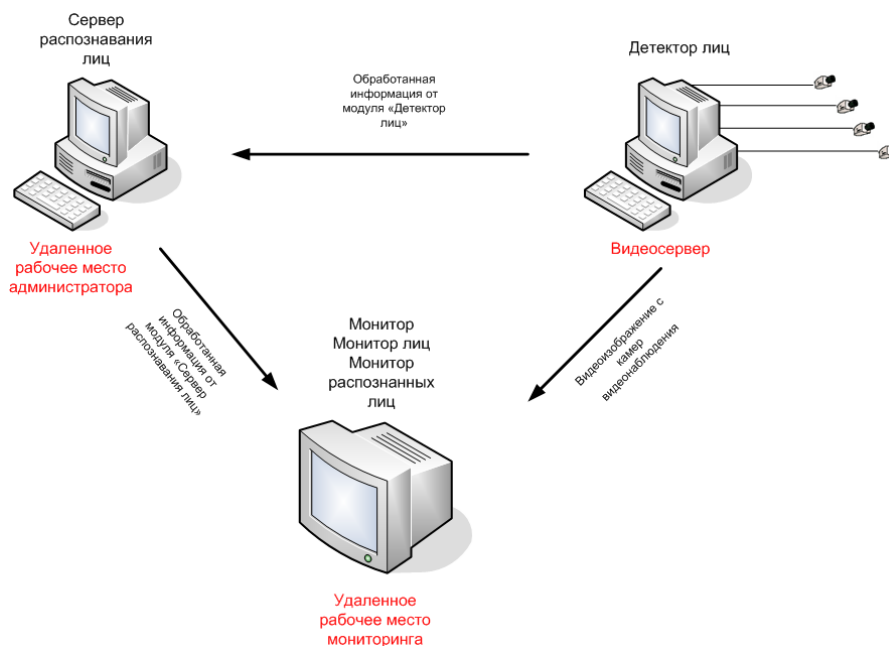 Сервер
распознавания
лиц
Детектор лиц
Обработанная
информация от
модуля «Детектор
лиц»
Удаленное
рабочее место
администратора
Видеосервер
Обработанная
информация от
модуля «Сервер
распознавания лиц»
Монитор
Монитор лиц
Монитор
распознанных
лиц
Видеоизображение с
камер
видеонаблюдения
Удаленное
рабочее место
мониторинга